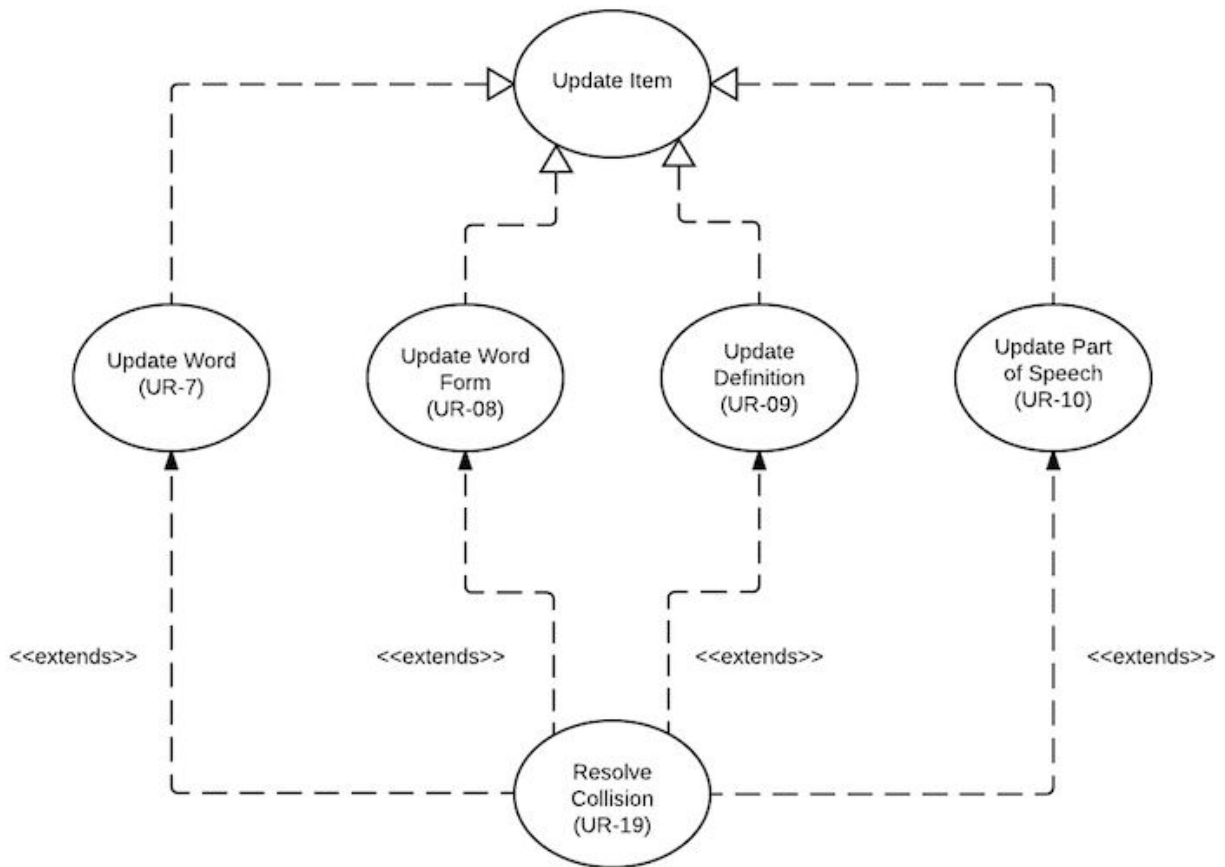 Update Item
Update Word
(UR-7)
Update Word
Form
(UR-08)
Update
Definition
(UR-09)
Update Part
of Speech
(UR-10)
<<extends>>
<<extends>>
<<extends>>
<<extends>>
Resolve
Collision
(UR-19)